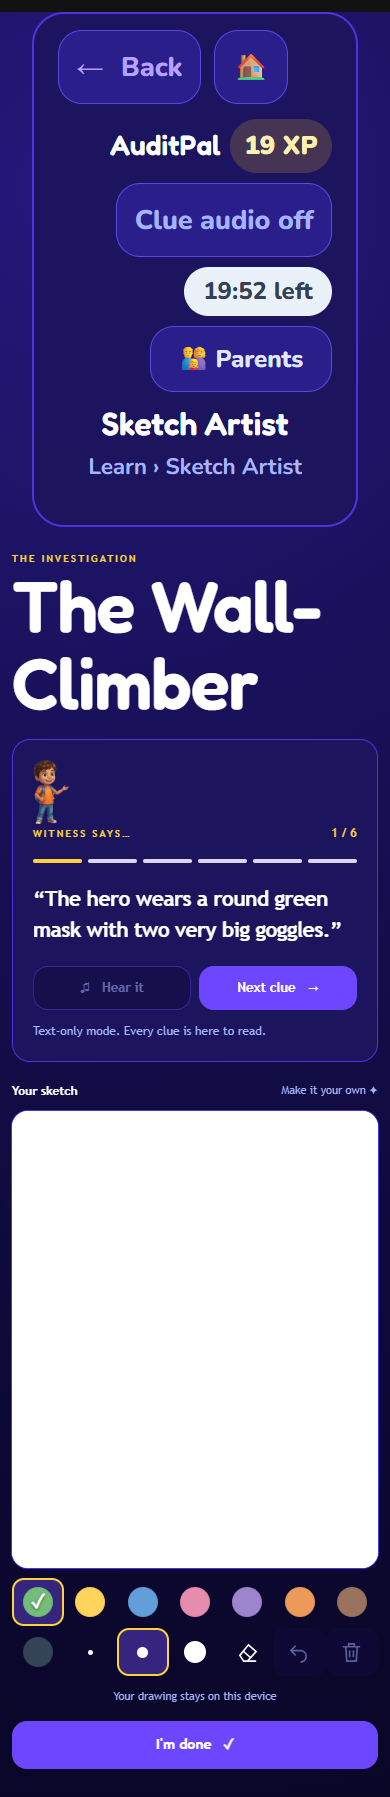 ← Back
AuditPal 19 XP
Clue audio off
19:52 left
Parents
Sketch Artist
Learn › Sketch Artist
THE INVESTIGATION
The Wall-
Climber
WITNESS SAYS…
1 / 6
“The hero wears a round green
mask with two very big goggles.”
♫ Hear it
Next clue →
Text-only mode. Every clue is here to read.
Your sketch
Make it your own ✦
Your drawing stays on this device
I'm done ✓